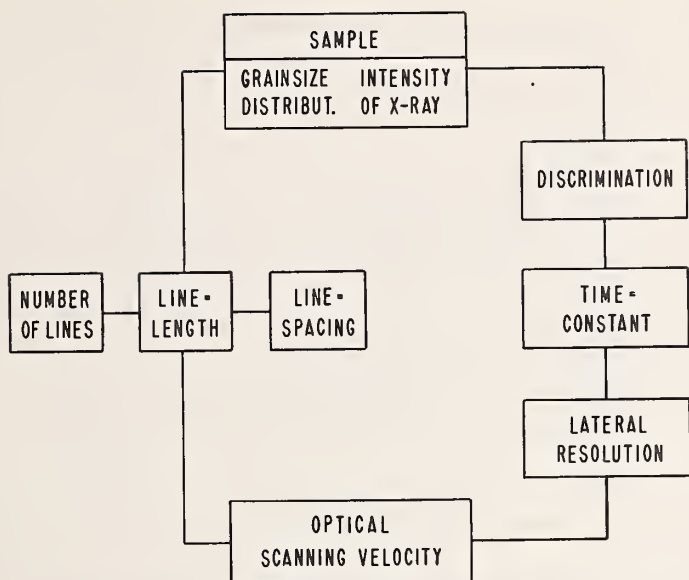 SAMPLE
GRAINSIZE INTENSITY
DISTRIBUT. OF X-RAY
DISCRIMINATION
NUMBER
OF LINES
LINE=
LENGTH
LINE=
SPACING
TIME=
CONSTANT
LATERAL
RESOLUTION
OPTICAL
SCANNING VELOCITY